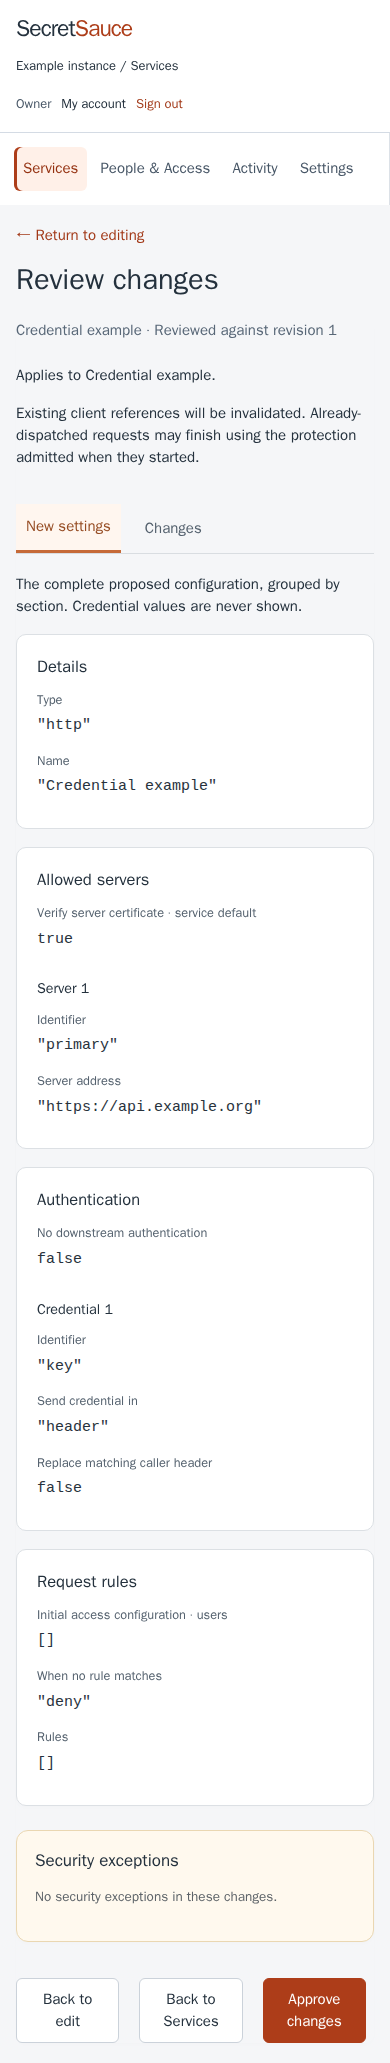 SecretSauce
Example instance / Services
Owner My account Sign out
Services People & Access Activity Settings
← Return to editing
Review changes
Credential example · Reviewed against revision 1
Applies to Credential example.
Existing client references will be invalidated. Already-
dispatched requests may finish using the protection
admitted when they started.
New settings Changes
The complete proposed configuration, grouped by
section. Credential values are never shown.
Details
Type
"http"
Name
"Credential example"
Allowed servers
Verify server certificate · service default
true
Server 1
Identifier
"primary"
Server address
"https://api.example.org"
Authentication
No downstream authentication
false
Credential 1
Identifier
"key"
Send credential in
"header"
Replace matching caller header
false
Request rules
Initial access configuration · users
[]
When no rule matches
"deny"
Rules
[]
Security exceptions
No security exceptions in these changes.
Back to
edit
Back to
Services
Approve
changes